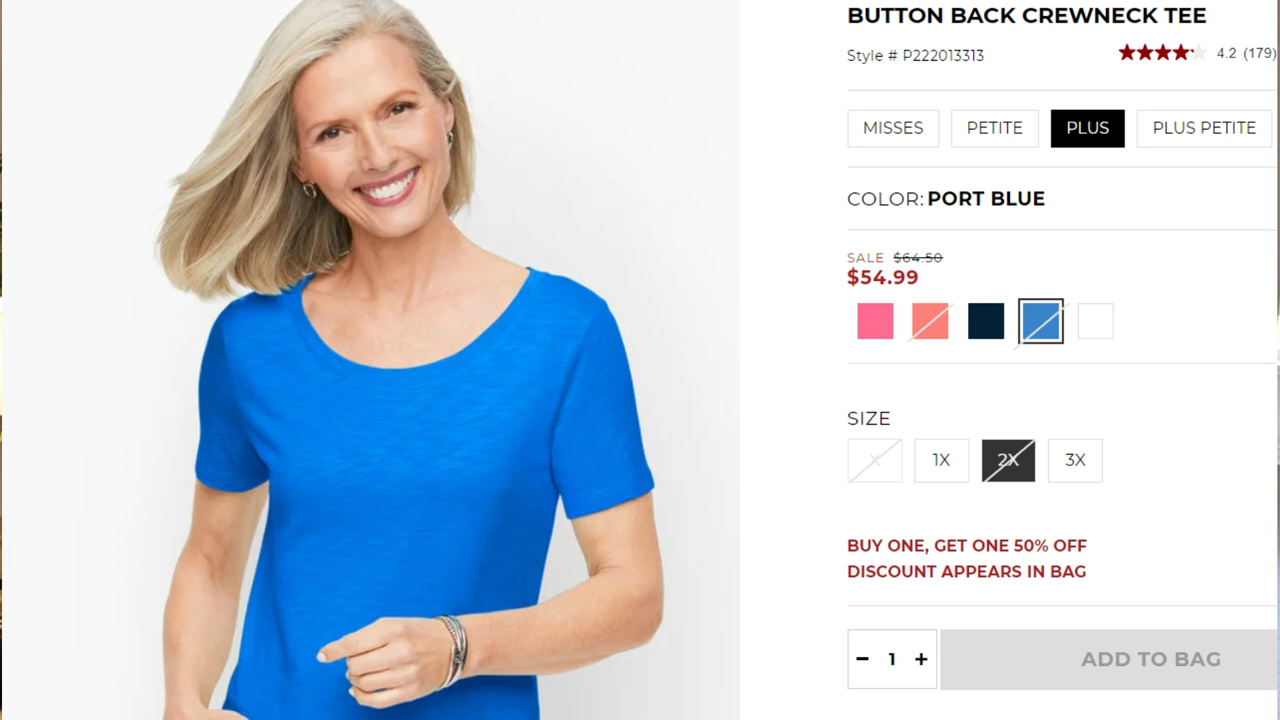 BUTTON BACK CREWNECK TEE
Style # P222013313 4.2 (179)
MISSES PETITE PLUS PLUS PETITE
COLOR: PORT BLUE
SALE $64.50
$54.99
SIZE
X 1X 2X 3X
BUY ONE, GET ONE 50% OFF
DISCOUNT APPEARS IN BAG
- 1 + ADD TO BAG